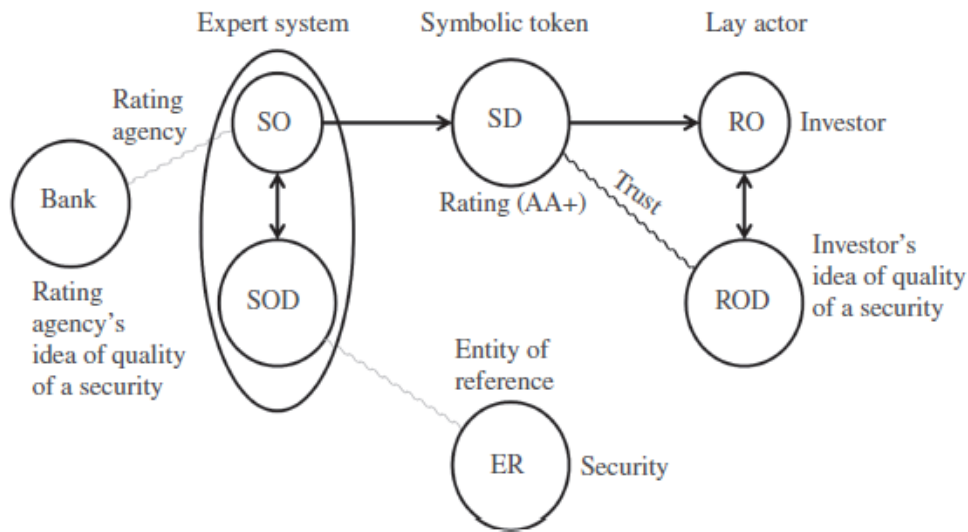 Expert system
Symbolic token
Lay actor
Rating
agency
SO
SD
RO
Investor
Bank
Rating (AA+)
Trust
Rating
agency's
idea of quality
of a security
SOD
ROD
Investor's
idea of quality
of a security
Entity of
reference
ER
Security